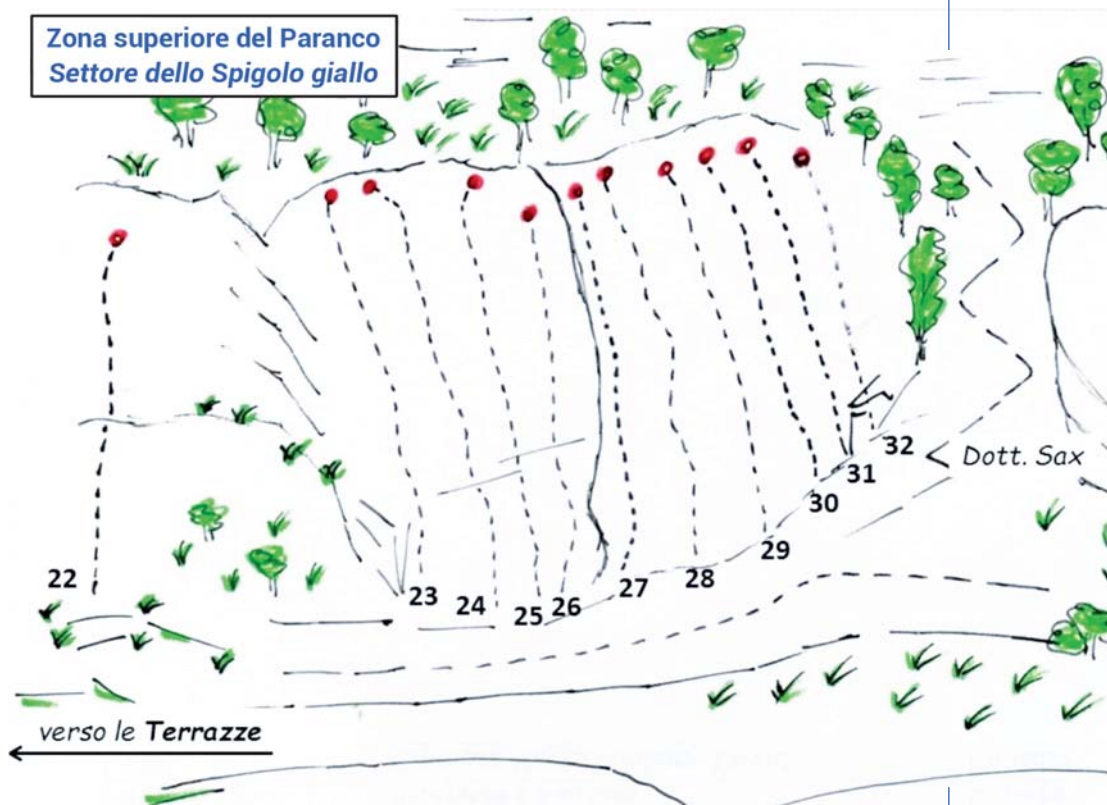 Zona superiore del Paranco
Settore dello Spigolo giallo
32
Dott. Sax
31
30
29
28
27
26
25
24
23
22
verso le Terrazze